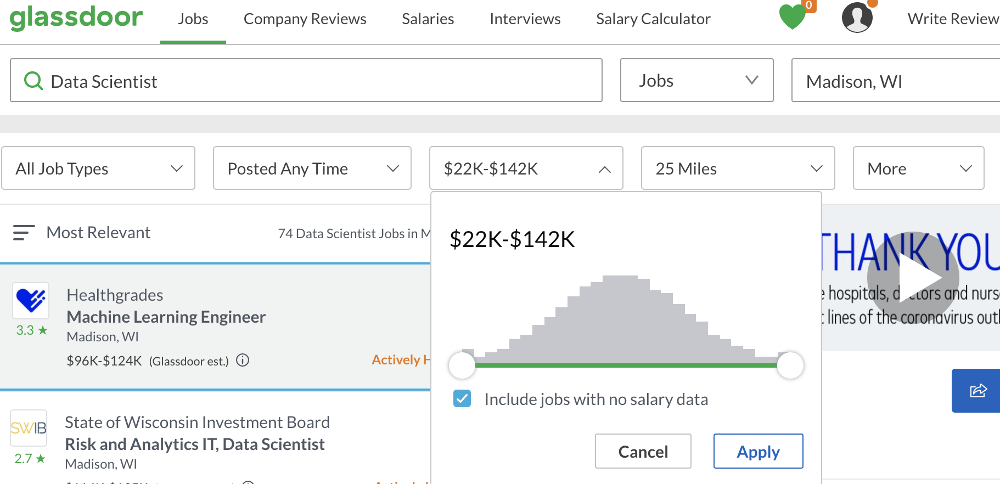 glassdoor
Jobs
Company Reviews
Salaries
Interviews
Salary Calculator
0
Write Review
Data Scientist
Jobs
Madison, WI
All Job Types
Posted Any Time
$22K-$142K
25 Miles
More
Most Relevant
74 Data Scientist Jobs in M
Healthgrades
Machine Learning Engineer
Madison, WI
3.3 ★
$96K-$124K (Glassdoor est.)
Actively H
SWIB
State of Wisconsin Investment Board
Risk and Analytics IT, Data Scientist
2.7 ★
Madison, WI
$22K-$142K
Include jobs with no salary data
Cancel
Apply
THANK YOU
e hospitals, doctors and nurs
t lines of the coronavirus out